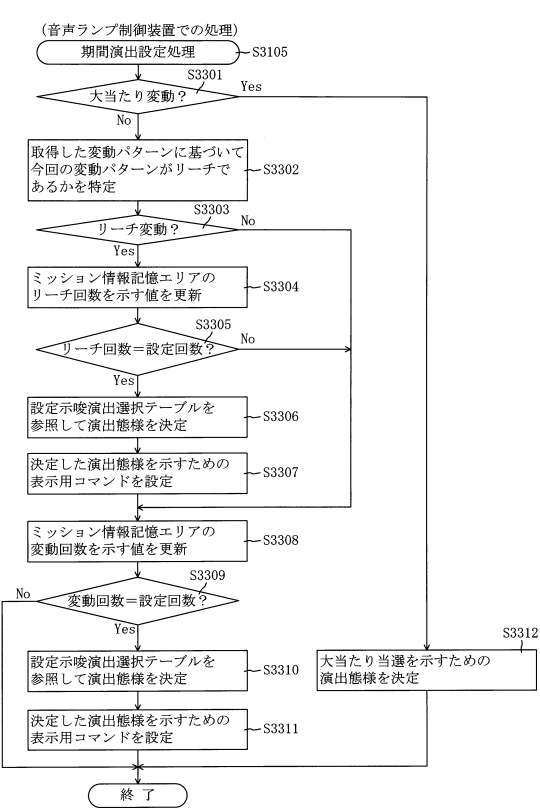 (音声ランプ制御装置での処理)
期間演出設定処理
S3105
S3301
大当たり変動？
Yes
No
取得した変動パターンに基づいて
今回の変動パターンがリーチで
あるかを特定
S3302
S3303
リーチ変動？
No
Yes
ミッション情報記憶エリアの
リーチ回数を示す値を更新
S3304
S3305
リーチ回数＝設定回数？
No
Yes
設定示唆演出選択テーブルを
参照して演出態様を決定
S3306
決定した演出態様を示すための
表示用コマンドを設定
S3307
ミッション情報記憶エリアの
変動回数を示す値を更新
S3308
S3309
変動回数＝設定回数？
No
Yes
設定示唆演出選択テーブルを
参照して演出態様を決定
S3310
S3312
大当たり当選を示すための
演出態様を決定
決定した演出態様を示すための
表示用コマンドを設定
S3311
終了